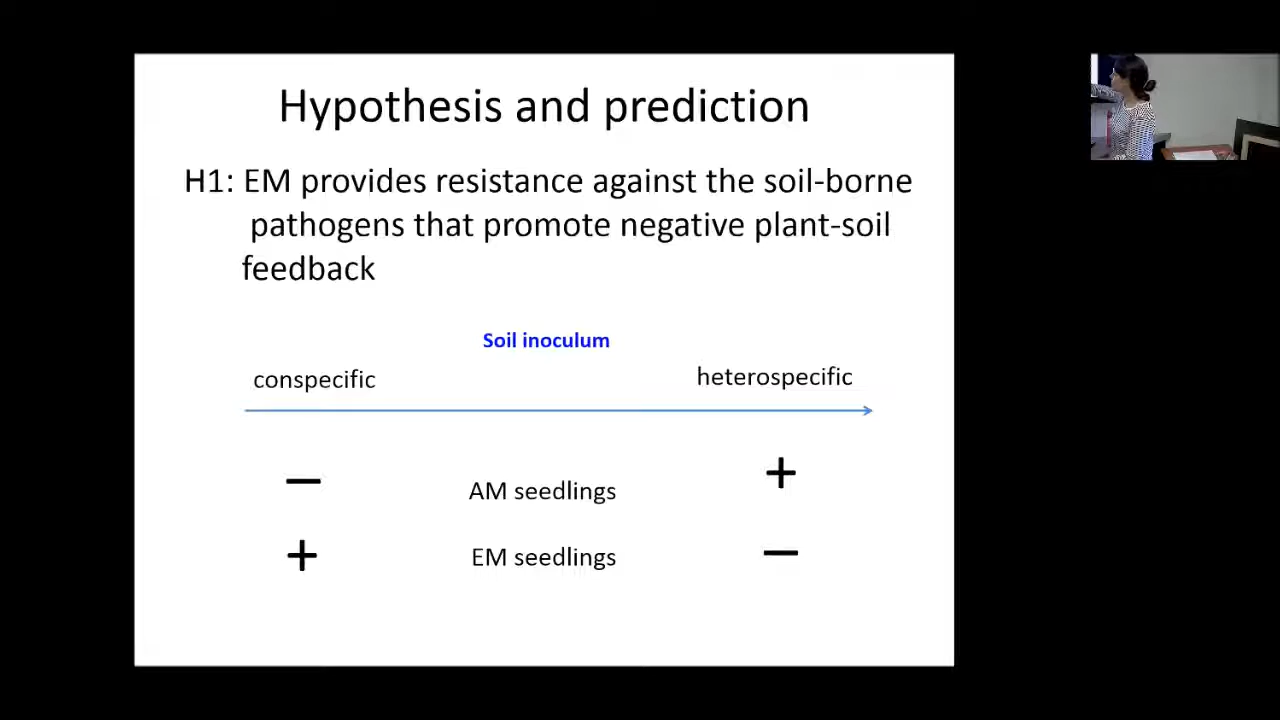 Hypothesis and prediction
H1: EM provides resistance against the soil-borne
pathogens that promote negative plant-soil
feedback
Soil inoculum
conspecific
heterospecific
– AM seedlings +
+ EM seedlings –